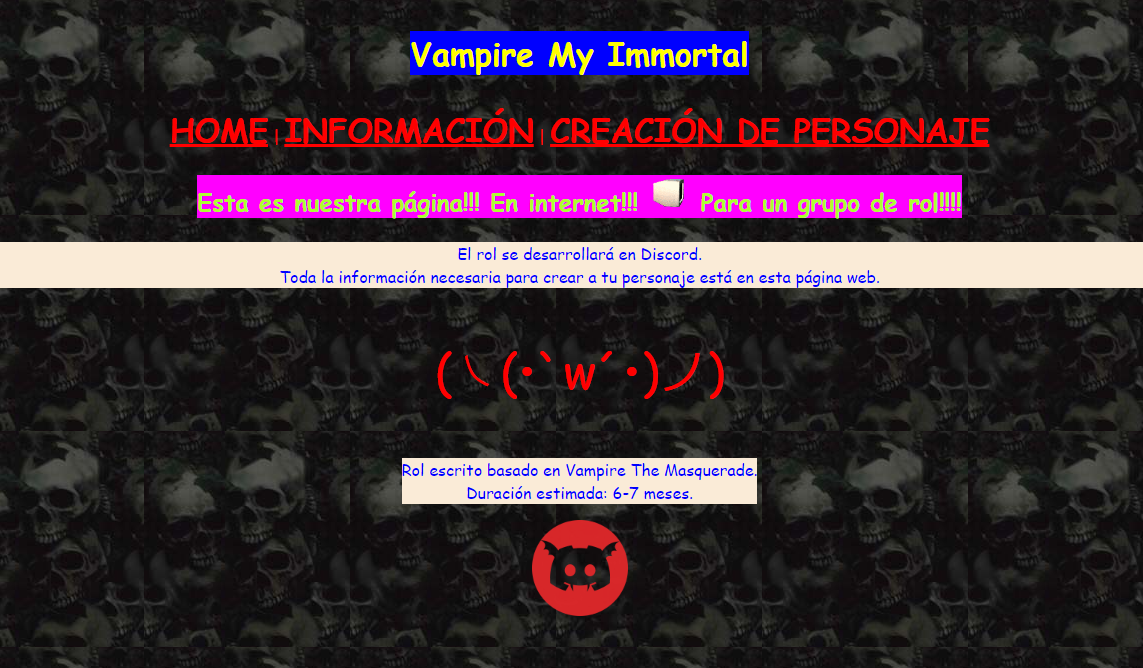 Vampire My Immortal
HOME | INFORMACIÓN | CREACIÓN DE PERSONAJE
Esta es nuestra página!!! En internet!!! Para un grupo de rol!!!!
El rol se desarrollará en Discord.
Toda la información necesaria para crear a tu personaje está en esta página web.
(╲(•`w´•)ノ)
Rol escrito basado en Vampire The Masquerade.
Duración estimada: 6-7 meses.